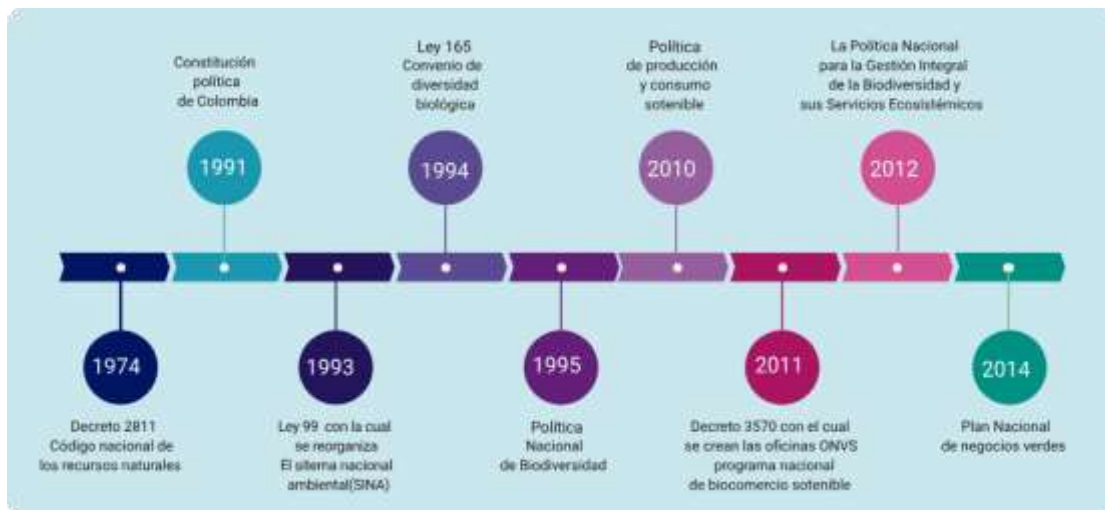 Constitución
política
de Colombia
1991
Ley 165
Convenio de
diversidad
biológica
1994
Política
de producción
y consumo
sotenible
2010
La Política Nacional
para la Gestión Integral
de la Biodiversidad y
sus Servicios Ecosistémicos
2012
1974
Decreto 2811
Código nacional de
los recursos naturales
1993
Ley 99 con la cual
se reorganiza
El sitema nacional
ambiental(SINA)
1995
Política
Nacional
de Biodiversidad
2011
Decreto 3570 con el cual
se crean las oficinas ONVS
programa nacional
de biocomercio sotenible
2014
Plan Nacional
de negocios verdes